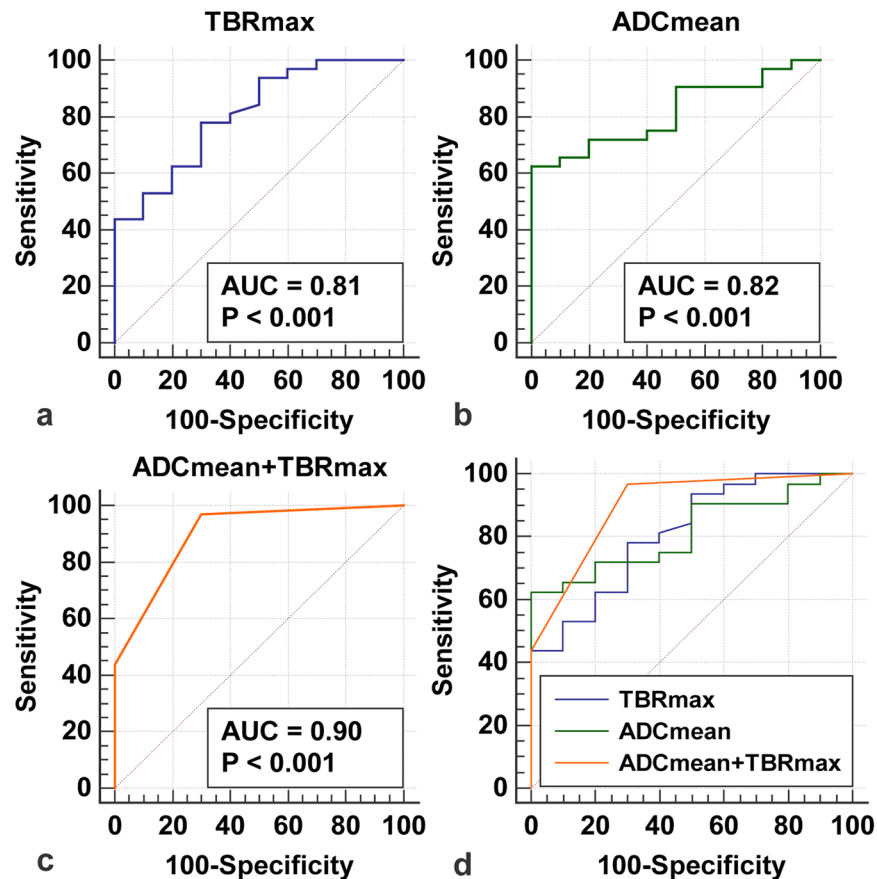 TBRmax
Sensitivity
100
80
60
40
20
0
AUC = 0.81
P < 0.001
0 20 40 60 80 100
100-Specificity
a
ADCmean
Sensitivity
100
80
60
40
20
0
AUC = 0.82
P < 0.001
0 20 40 60 80 100
100-Specificity
b
ADCmean+TBRmax
Sensitivity
100
80
60
40
20
0
AUC = 0.90
P < 0.001
0 20 40 60 80 100
100-Specificity
c
Sensitivity
100
80
60
40
20
0
TBRmax
ADCmean
ADCmean+TBRmax
0 20 40 60 80 100
100-Specificity
d